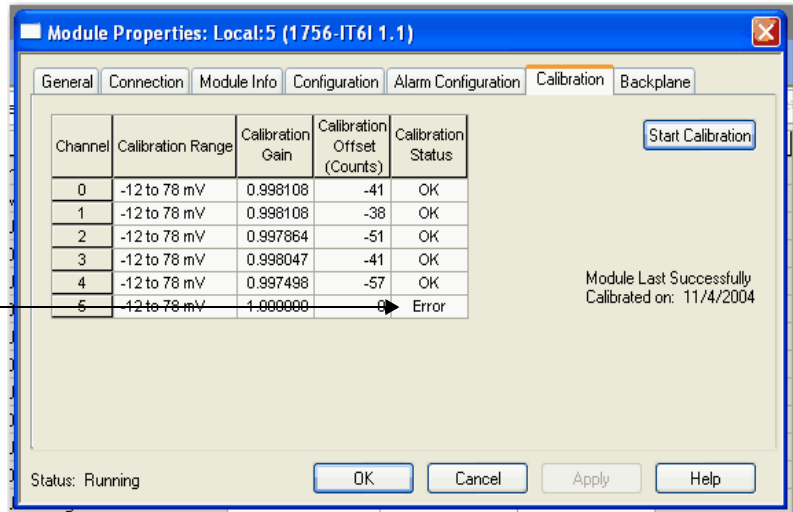 Module Properties: Local:5 (1756-IT6I 1.1)
General Connection Module Info Configuration Alarm Configuration Calibration Backplane
Channel Calibration Range Calibration Gain Calibration Offset (Counts) Calibration Status
0 -12 to 78 mV 0.998108 -41 OK
1 -12 to 78 mV 0.998108 -38 OK
2 -12 to 78 mV 0.997864 -51 OK
3 -12 to 78 mV 0.998047 -41 OK
4 -12 to 78 mV 0.997498 -57 OK
5 -12 to 78 mV 1.000000 0 Error
Start Calibration
Module Last Successfully
Calibrated on: 11/4/2004
Status: Running
OK Cancel Apply Help